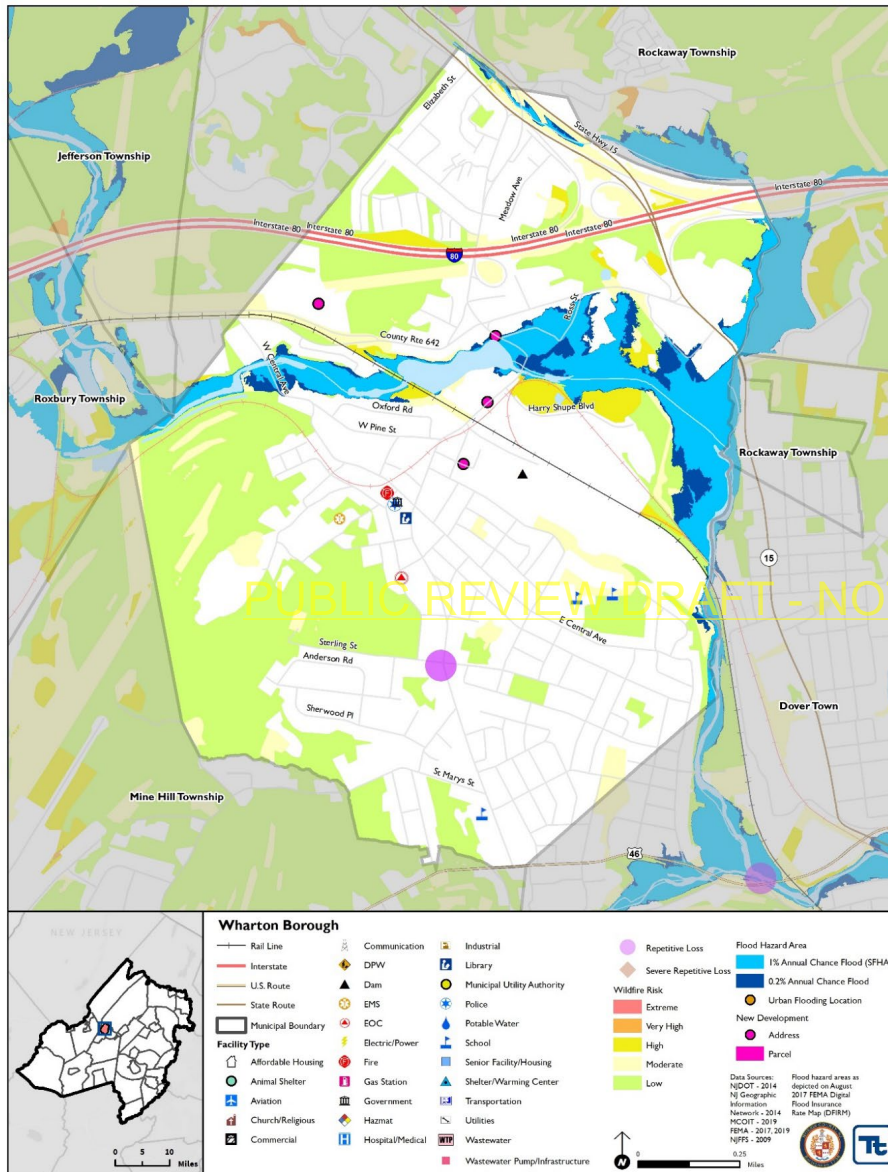 Rockaway Township
Elizabeth St
State Hwy 15
Jefferson Township
Meadow Ave
Interstate 80
Interstate 80
Interstate 80
Interstate 80
Interstate 80
Interstate 80
80
Ross St
County Rte 642
W Central Ave
Roxbury Township
Oxford Rd
Harry Shupe Blvd
W Pine St
Rockaway Township
15
PUBLIC REVIEW DRAFT - NO
E Central Ave
Sterling St
Anderson Rd
Sherwood Pl
Dover Town
St Marys St
Mine Hill Township
46
NEW JERSEY
0 5 10
Miles
Wharton Borough
Rail Line
Interstate
U.S. Route
State Route
Municipal Boundary
Facility Type
Affordable Housing
Animal Shelter
Aviation
Church/Religious
Commercial
Communication
DPW
Dam
EMS
EOC
Electric/Power
Fire
Gas Station
Government
Hazmat
Hospital/Medical
Industrial
Library
Municipal Utility Authority
Police
Potable Water
School
Senior Facility/Housing
Shelter/Warming Center
Transportation
Utilities
WTP Wastewater
Wastewater Pump/Infrastructure
Repetitive Loss
Severe Repetitive Loss
Wildfire Risk
Extreme
Very High
High
Moderate
Low
Flood Hazard Area
1% Annual Chance Flood (SFHA
0.2% Annual Chance Flood
Urban Flooding Location
New Development
Address
Parcel
Data Sources:
NJDOT - 2014
NJ Geographic
Information
Network - 2014
MCOIT - 2019
FEMA - 2017, 2019
NJFFS - 2009
Flood hazard areas as
depicted on August
2017 FEMA Digital
Flood Insurance
Rate Map (DFIRM)
N
0 0.25
Miles
Tt